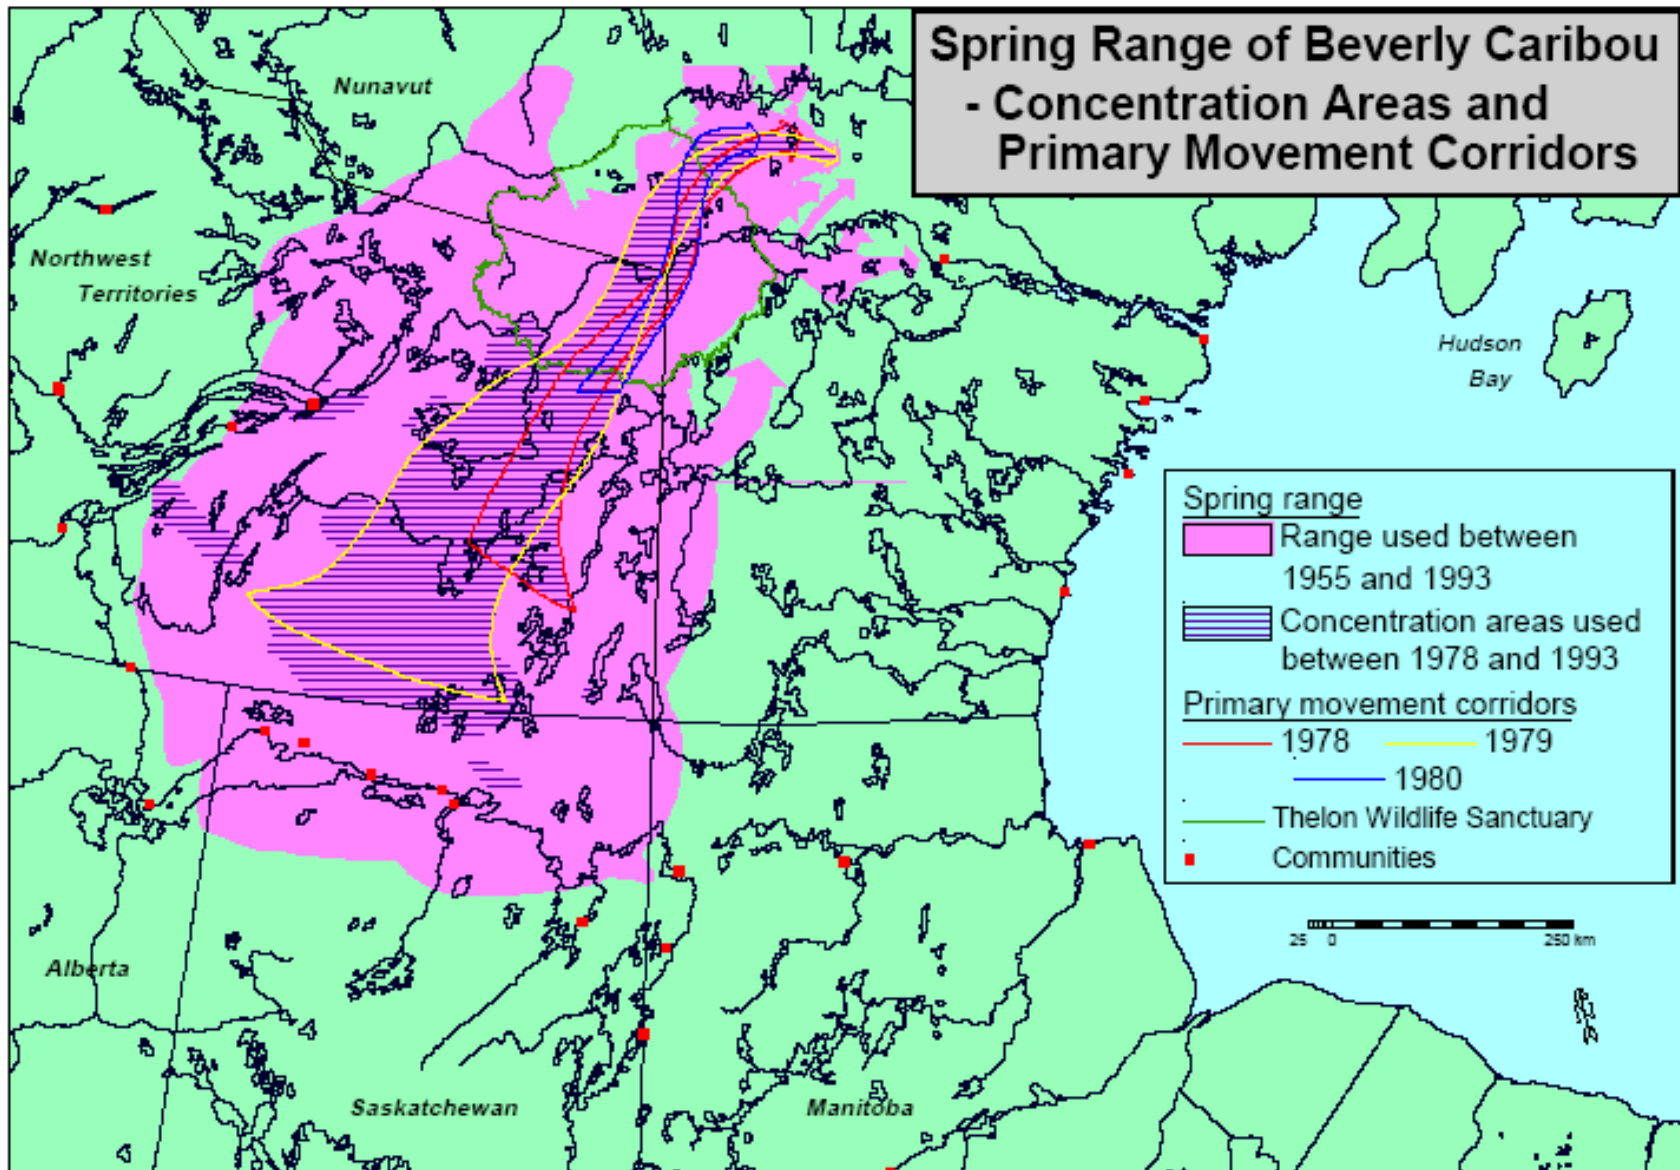 Spring Range of Beverly Caribou
- Concentration Areas and
Primary Movement Corridors
Nunavut
Northwest
Territories
Hudson
Bay
Spring range
Range used between
1955 and 1993
Concentration areas used
between 1978 and 1993
Primary movement corridors
1978
1979
1980
Thelon Wildlife Sanctuary
Communities
25 0 250 km
Alberta
Saskatchewan
Manitoba